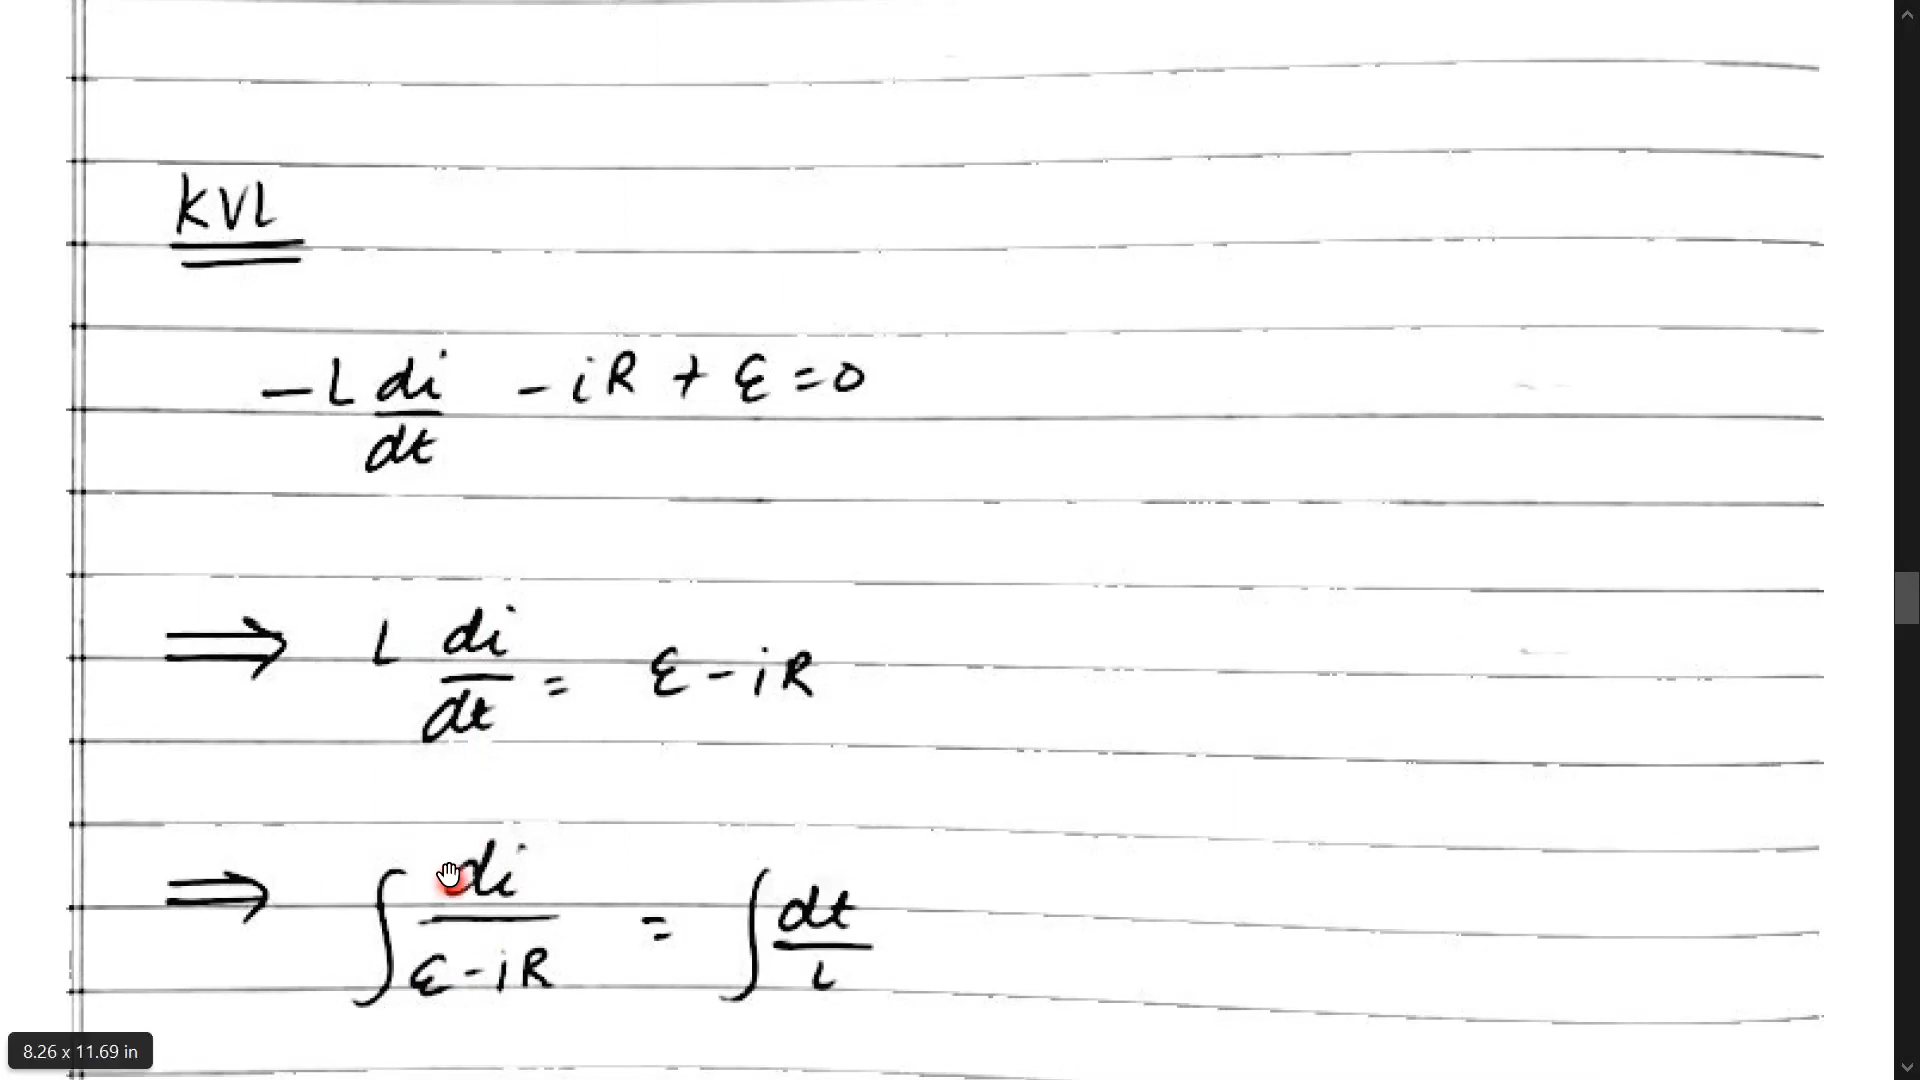 KVL
- L di/dt - iR + ε = 0
⇒ L di/dt = ε - iR
⇒ ∫ di/(ε - iR) = ∫ dt/L
8.26 x 11.69 in